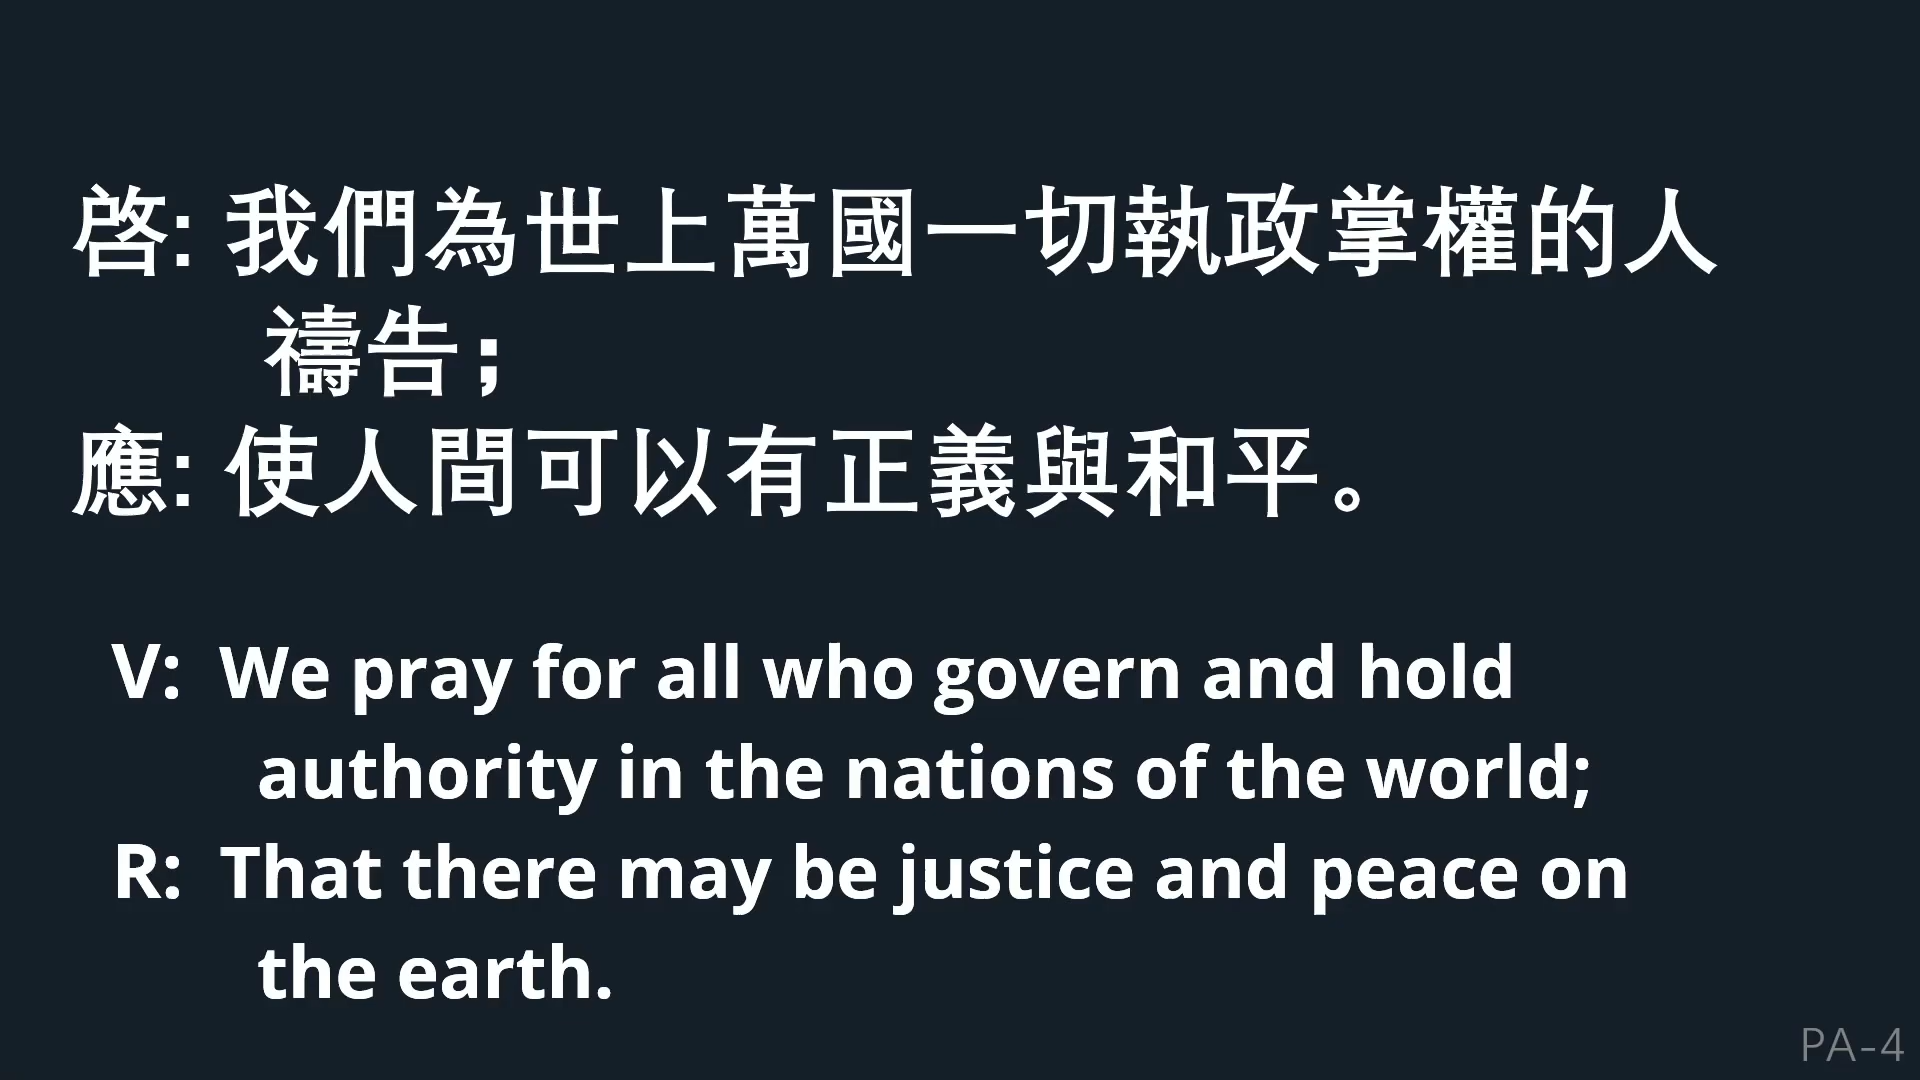 啓: 我們為世上萬國一切執政掌權的人
禱告;
應: 使人間可以有正義與和平。
V: We pray for all who govern and hold
authority in the nations of the world;
R: That there may be justice and peace on
the earth.
PA-4